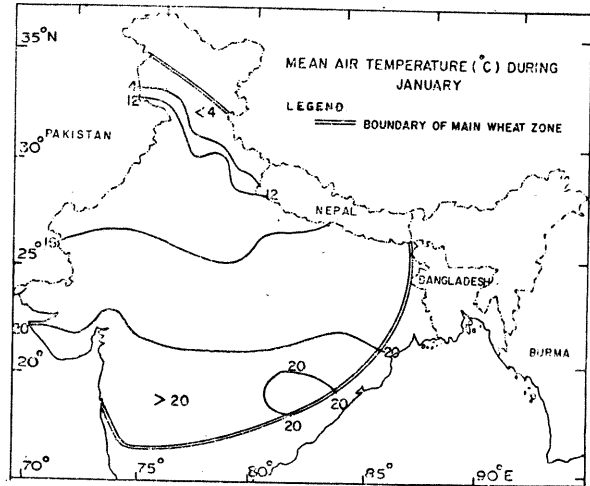 35°N
MEAN AIR TEMPERATURE (°C) DURING
JANUARY
LEGEND
BOUNDARY OF MAIN WHEAT ZONE
4
12
<4
PAKISTAN
30°
12
NEPAL
16
25°
BANGLADESH
20
20
BURMA
20°
20
>20
20
20
70°
75°
80°
85°
90°E